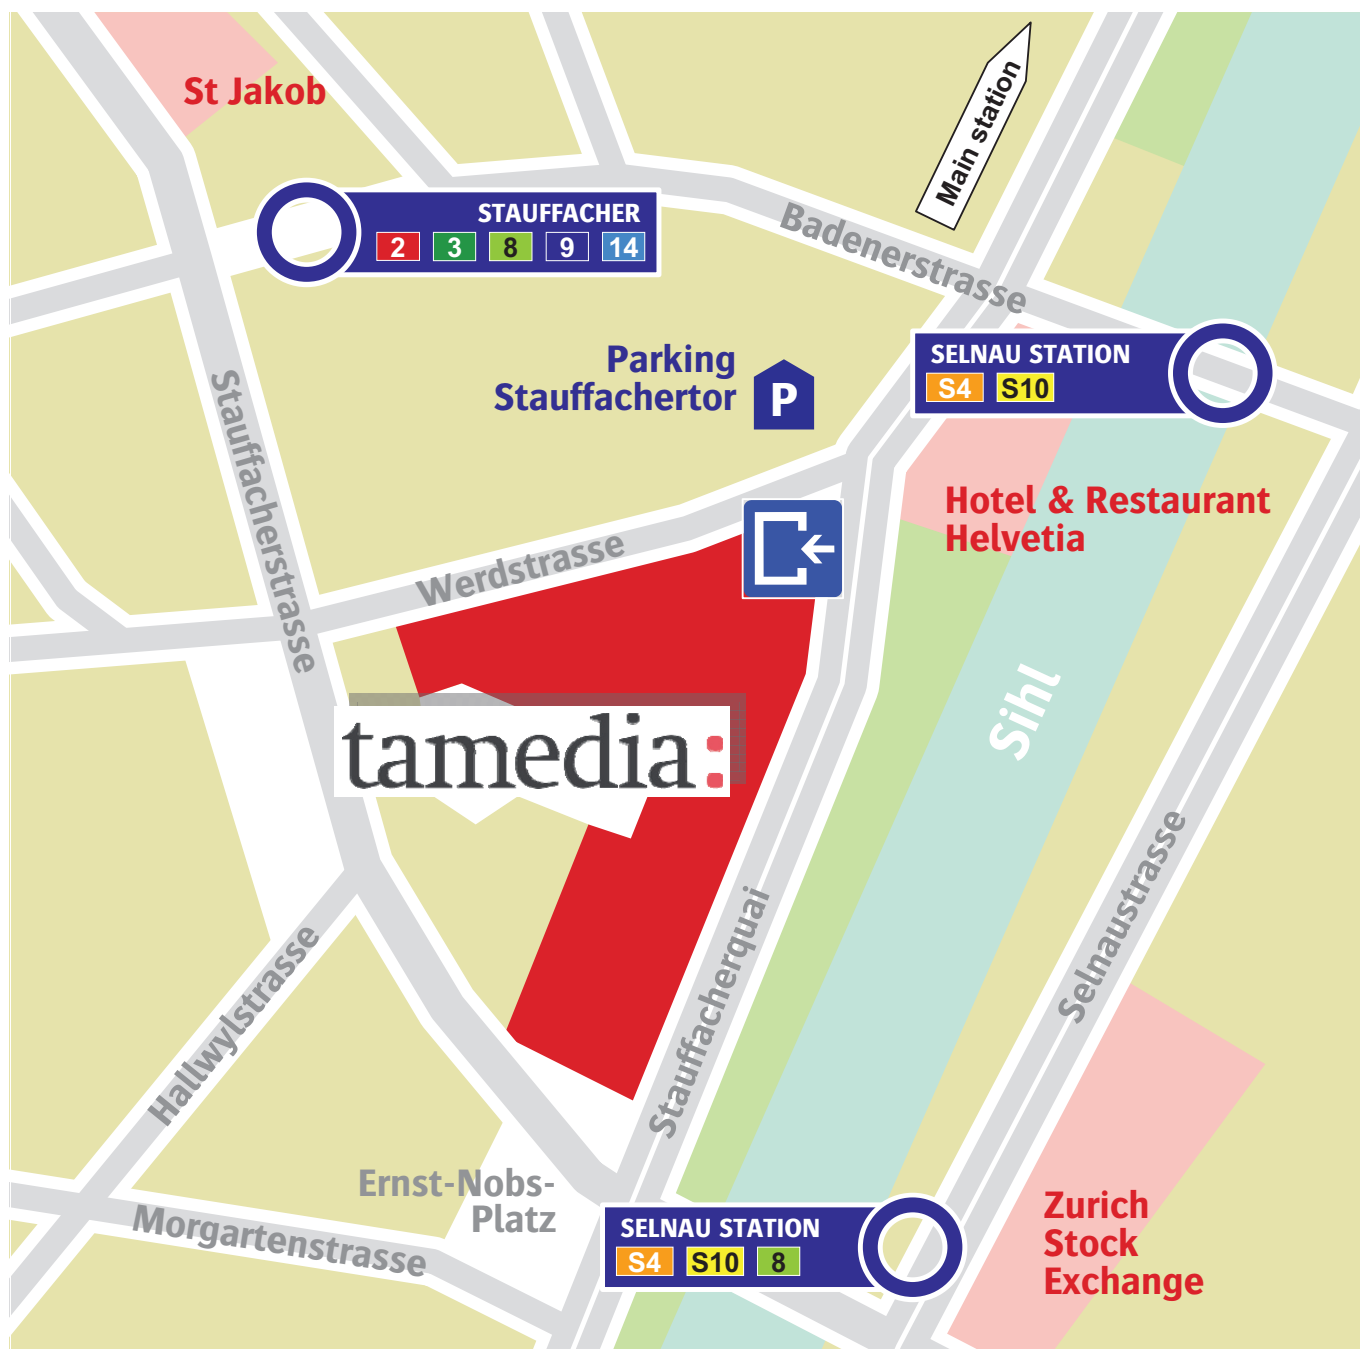 St Jakob
Main station
STAUFFACHER
2 3 8 9 14
Badenerstrasse
Parking
Stauffachertor
P
SELNAU STATION
S4 S10
Stauffacherstrasse
Hotel & Restaurant
Helvetia
Werdstrasse
Sihl
tamedia:
Selnaustrasse
Stauffacherquai
Hallwylstrasse
Ernst-Nobs-
Platz
Morgartenstrasse
SELNAU STATION
S4 S10 8
Zurich
Stock
Exchange